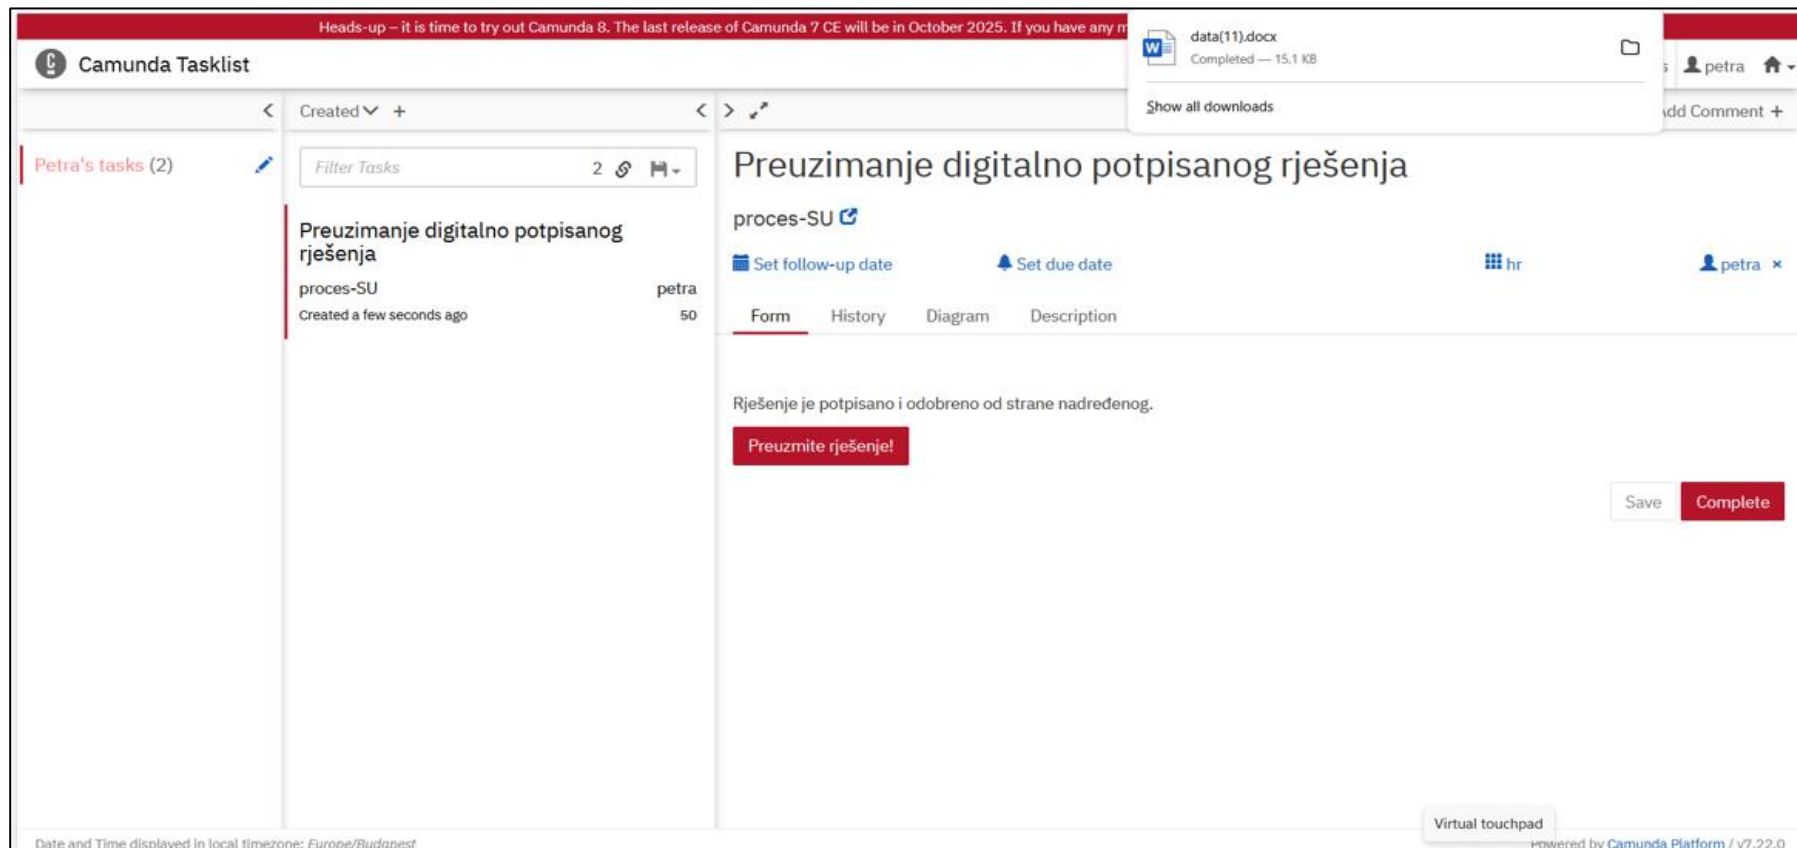 Heads-up – it is time to try out Camunda 8. The last release of Camunda 7 CE will be in October 2025. If you have any
data(11).docx
Completed — 15.1 KB
Show all downloads
Camunda Tasklist
petra
Created +
Add Comment +
Petra's tasks (2)
Filter Tasks 2
Preuzimanje digitalno potpisanog
rješenja
proces-SU petra
Created a few seconds ago 50
Preuzimanje digitalno potpisanog rješenja
proces-SU
Set follow-up date Set due date hr petra ×
Form History Diagram Description
Rješenje je potpisano i odobreno od strane nadređenog.
Preuzmite rješenje!
Save Complete
Virtual touchpad
Date and Time displayed in local timezone: Europe/Budapest
Powered by Camunda Platform / v7.22.0